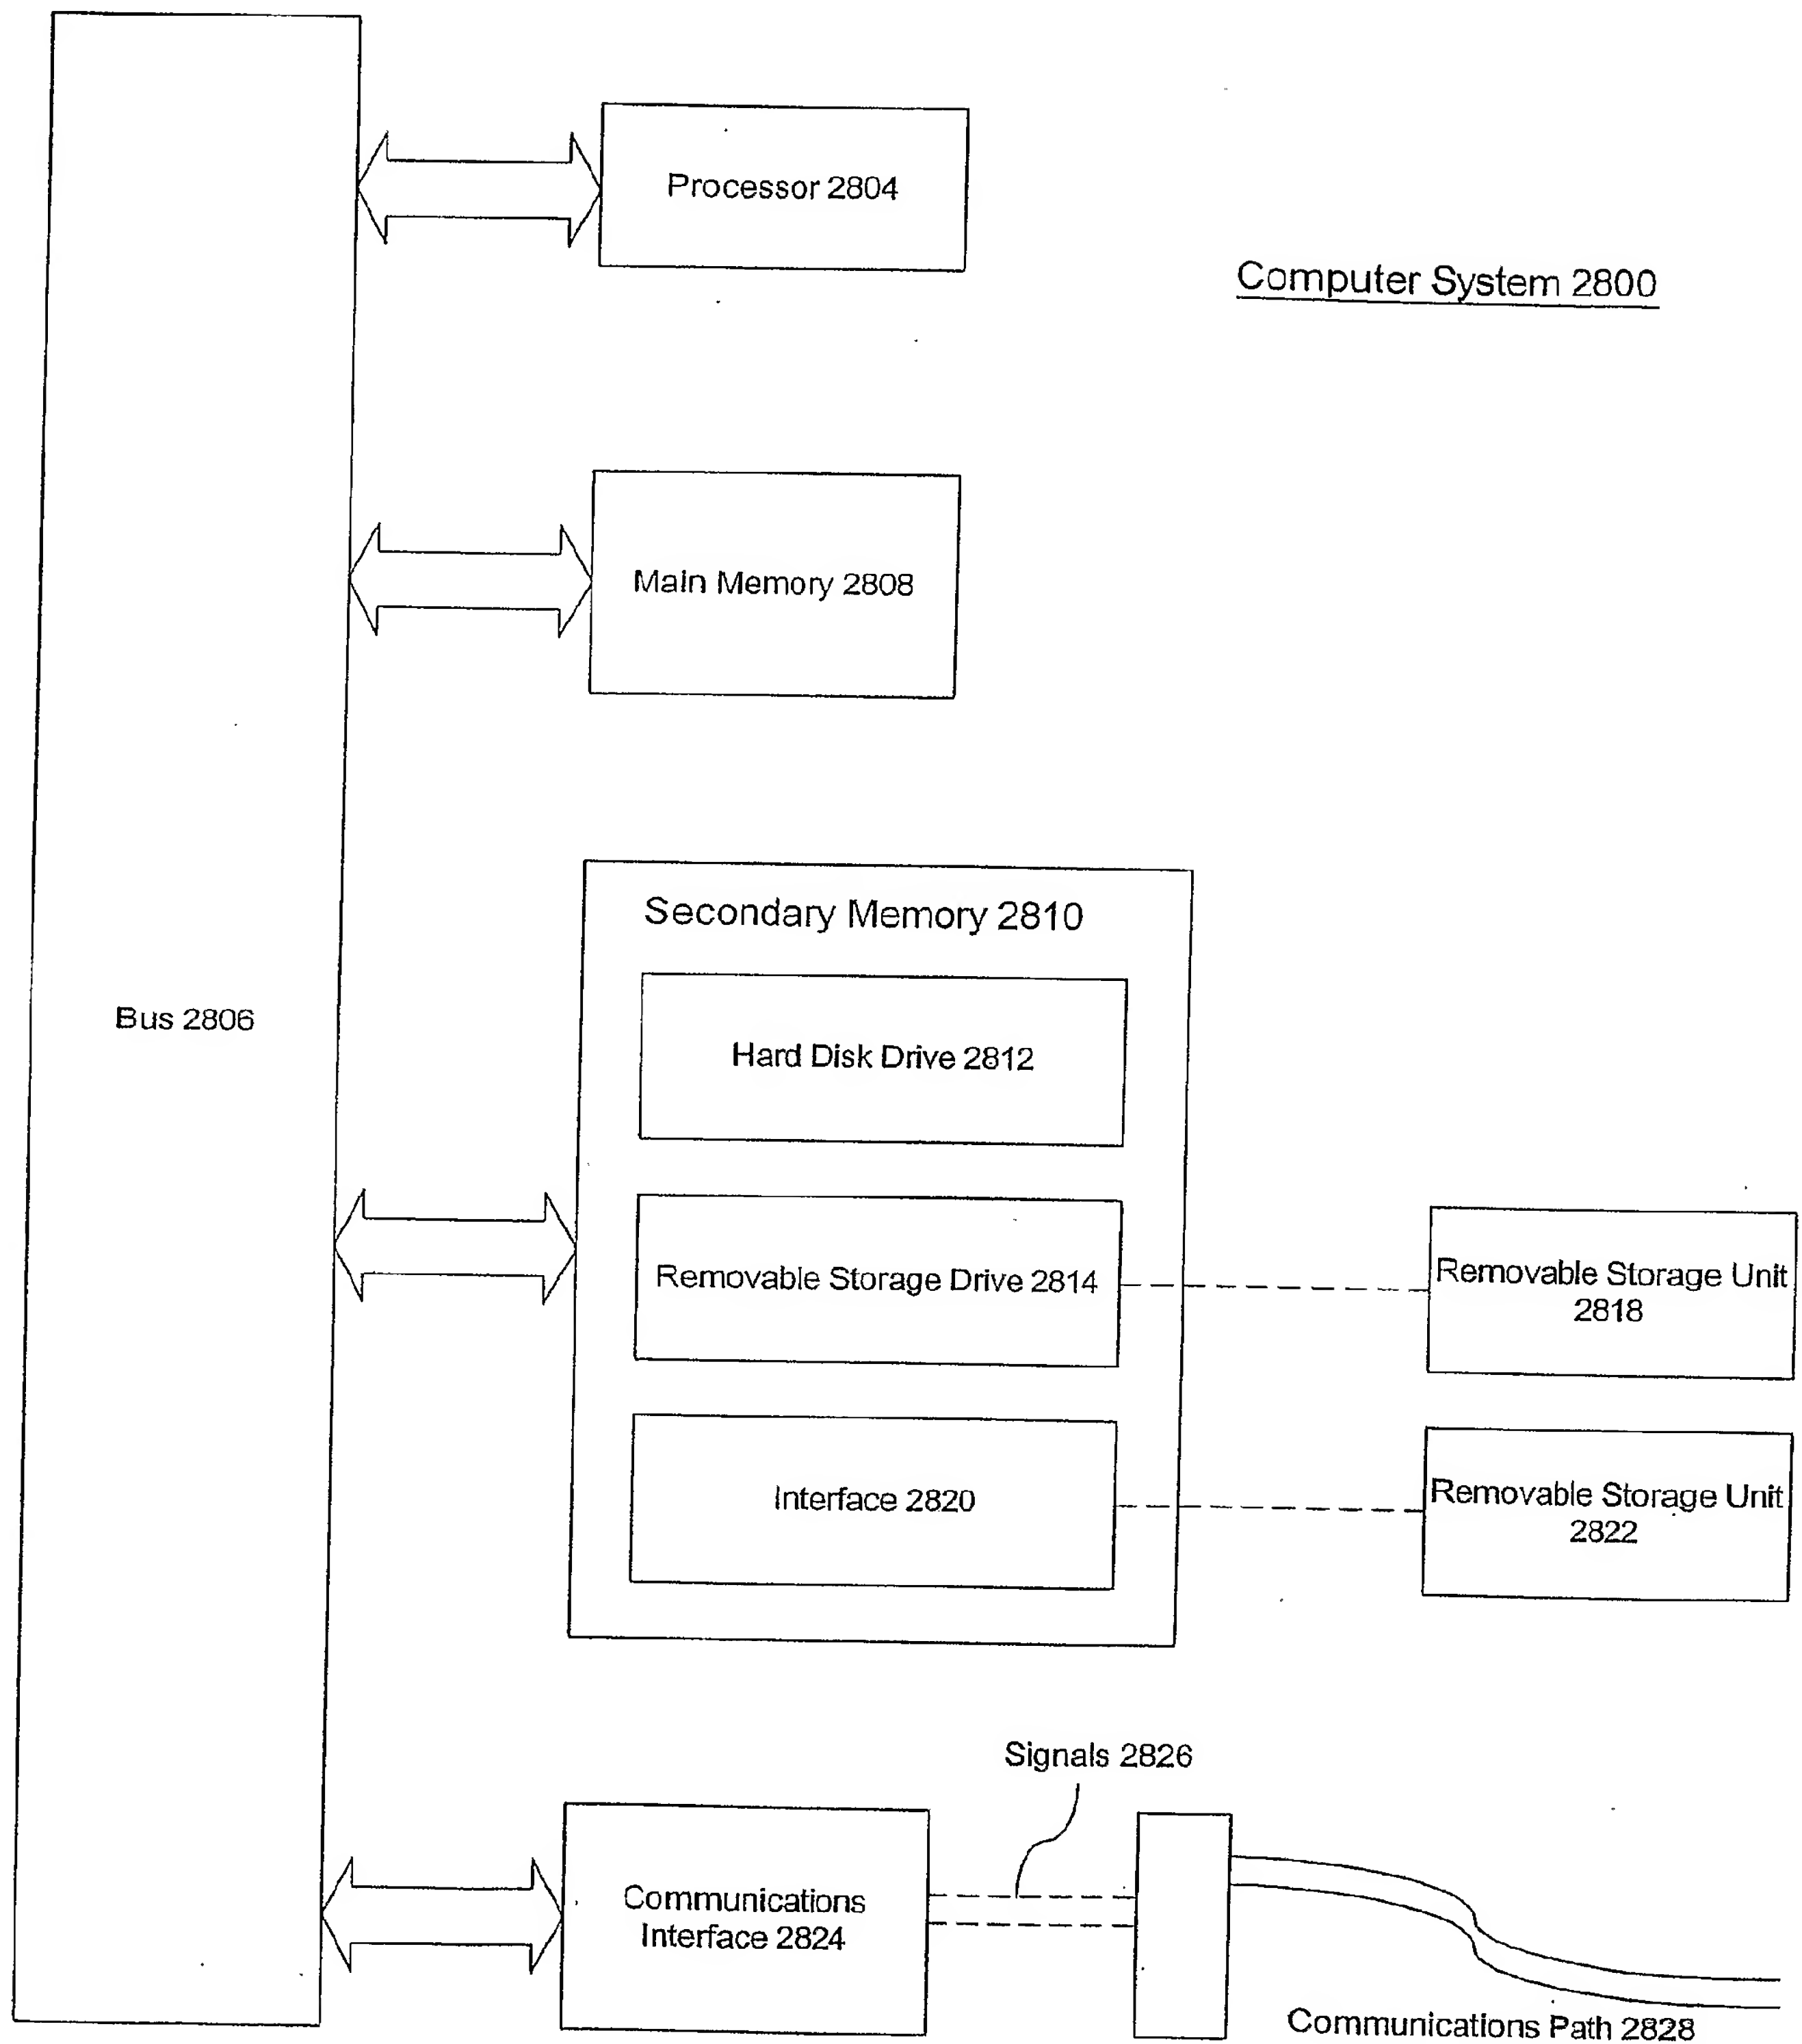 Processor 2804
Computer System 2800
Main Memory 2808
Secondary Memory 2810
Bus 2806
Hard Disk Drive 2812
Removable Storage Drive 2814
Removable Storage Unit
2818
Interface 2820
Removable Storage Unit
2822
Signals 2826
Communications
Interface 2824
Communications Path 2828